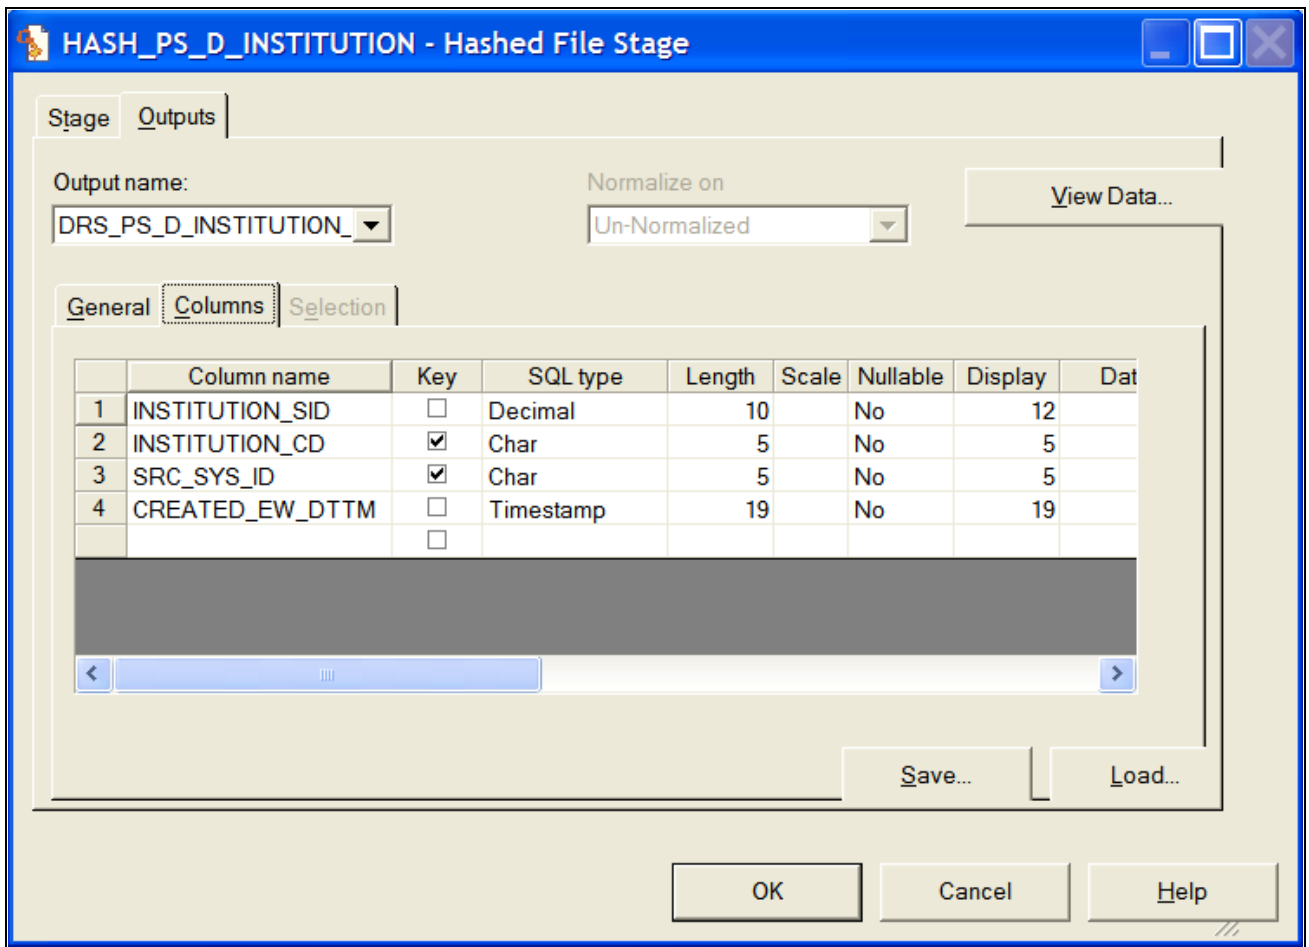 HASH_PS_D_INSTITUTION - Hashed File Stage
Stage Outputs
Output name: Normalize on View Data...
DRS_PS_D_INSTITUTION_ Un-Normalized
General Columns Selection
Column name Key SQL type Length Scale Nullable Display Dat
1 INSTITUTION_SID Decimal 10 No 12
2 INSTITUTION_CD Char 5 No 5
3 SRC_SYS_ID Char 5 No 5
4 CREATED_EW_DTTM Timestamp 19 No 19
Save... Load...
OK Cancel Help